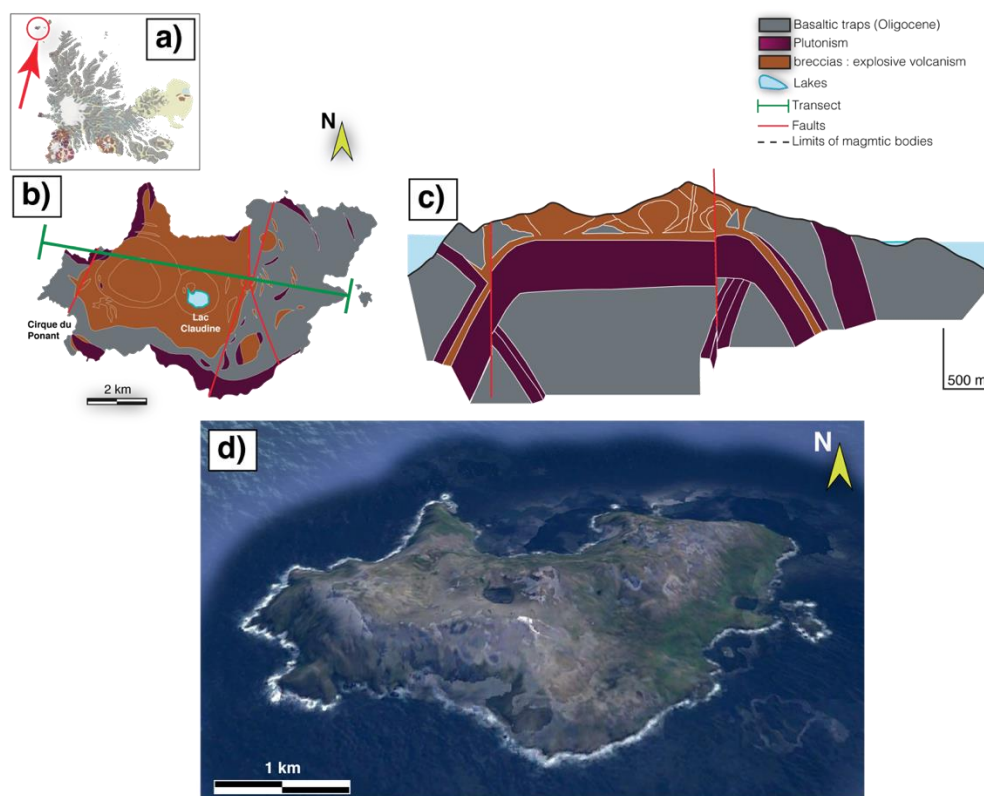 a)
Basaltic traps (Oligocene)
Plutonism
breccias : explosive volcanism
Lakes
Transect
Faults
Limits of magmtic bodies
N
b)
c)
Lac
Claudine
Cirque du
Ponant
2 km
500 m
d)
N
1 km